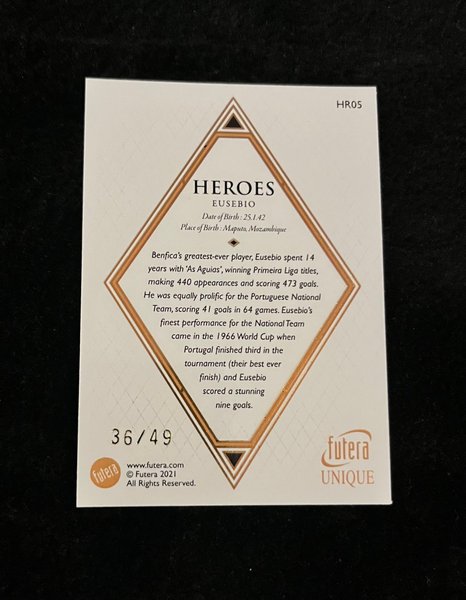 HR05
HEROES
EUSEBIO
Date of Birth : 25.1.42
Place of Birth : Maputo, Mozambique
Benfica's greatest-ever player, Eusebio spent 14
years with 'As Aguias', winning Primeira Liga titles,
making 440 appearances and scoring 473 goals.
He was equally prolific for the Portuguese National
Team, scoring 41 goals in 64 games. Eusebio's
finest performance for the National Team
came in the 1966 World Cup when
Portugal finished third in the
tournament (their best ever
finish) and Eusebio
scored a stunning
nine goals.
36/49
futera
UNIQUE
Futera
www.futera.com
© Futera 2021
All Rights Reserved.